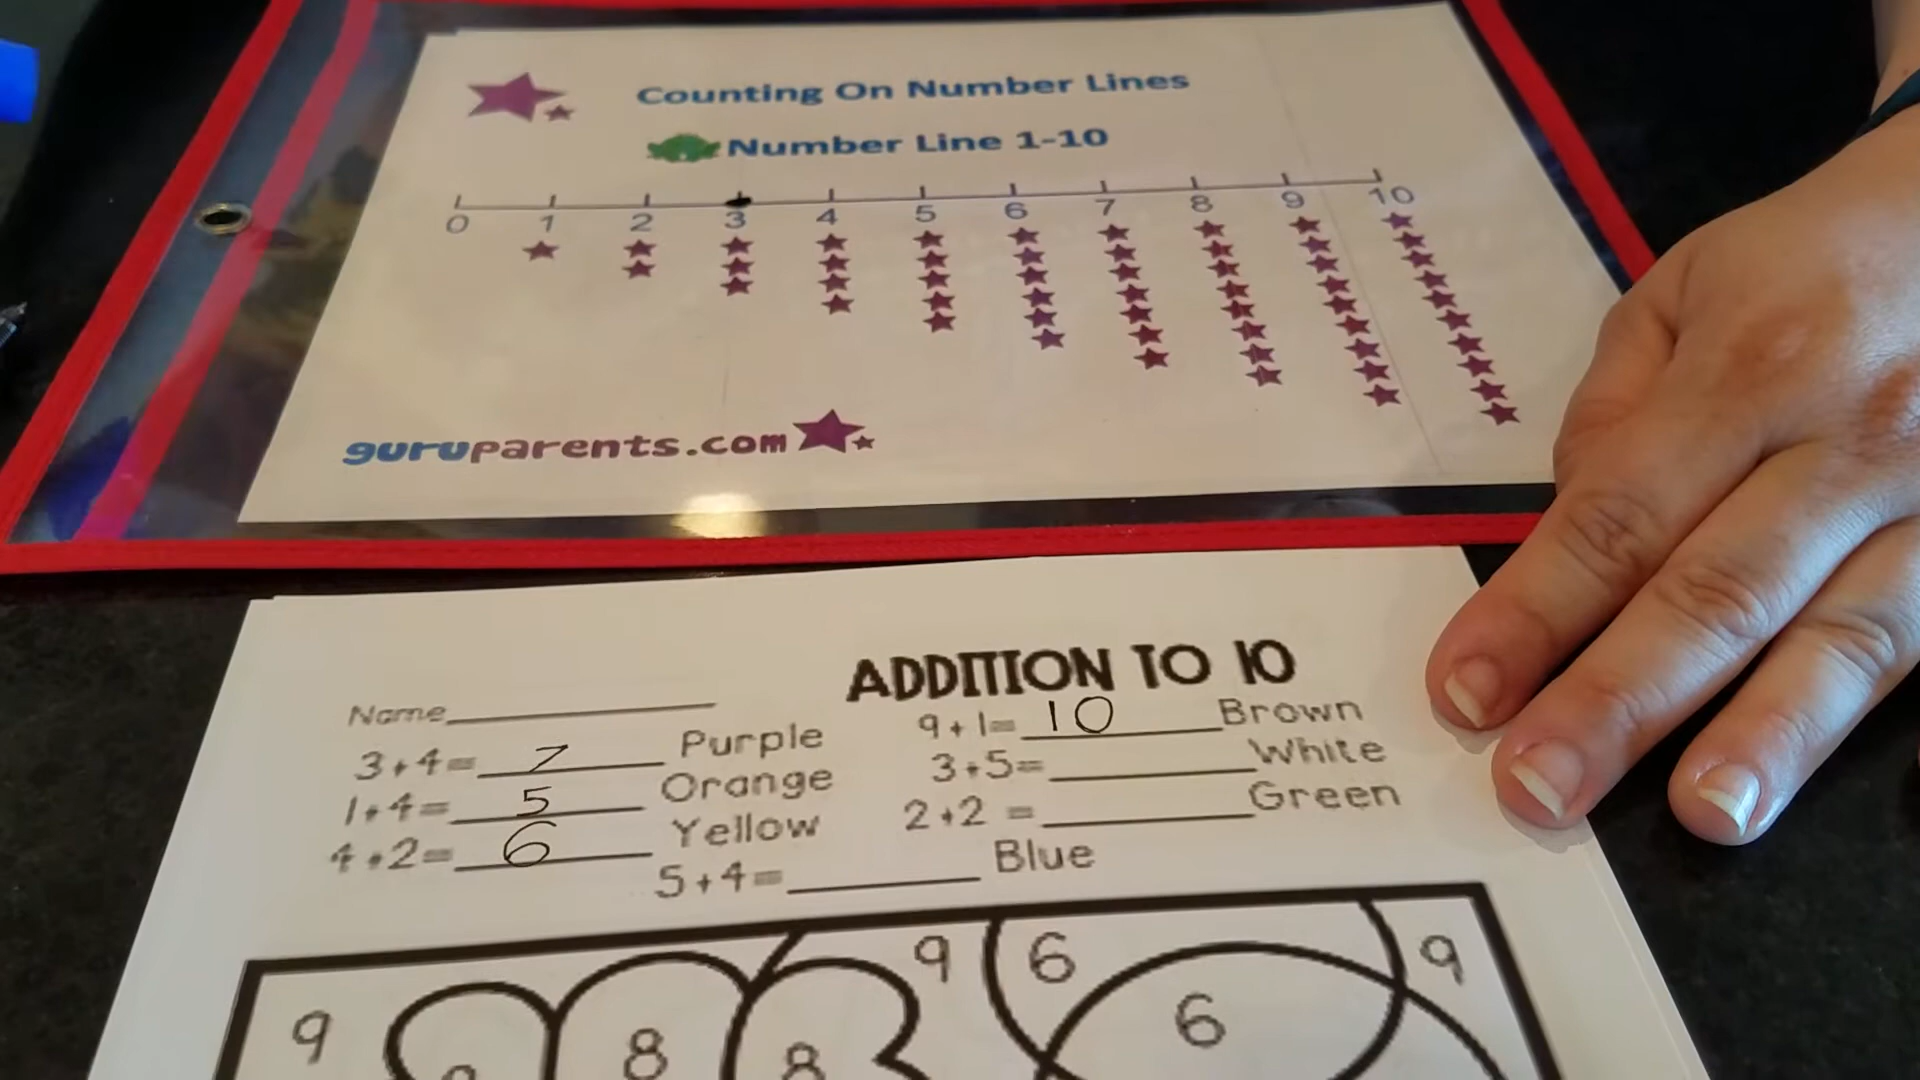 Counting On Number Lines
Number Line 1-10
0 1 2 3 4 5 6 7 8 9 10
guruparents.com
ADDITION TO 10
Name
3+4= 7 Purple
1+4= 5 Orange
4+2= 6 Yellow
9+1= 10 Brown
3+5= White
2+2 = Green
5+4= Blue
9 6 9
9 8 8 6